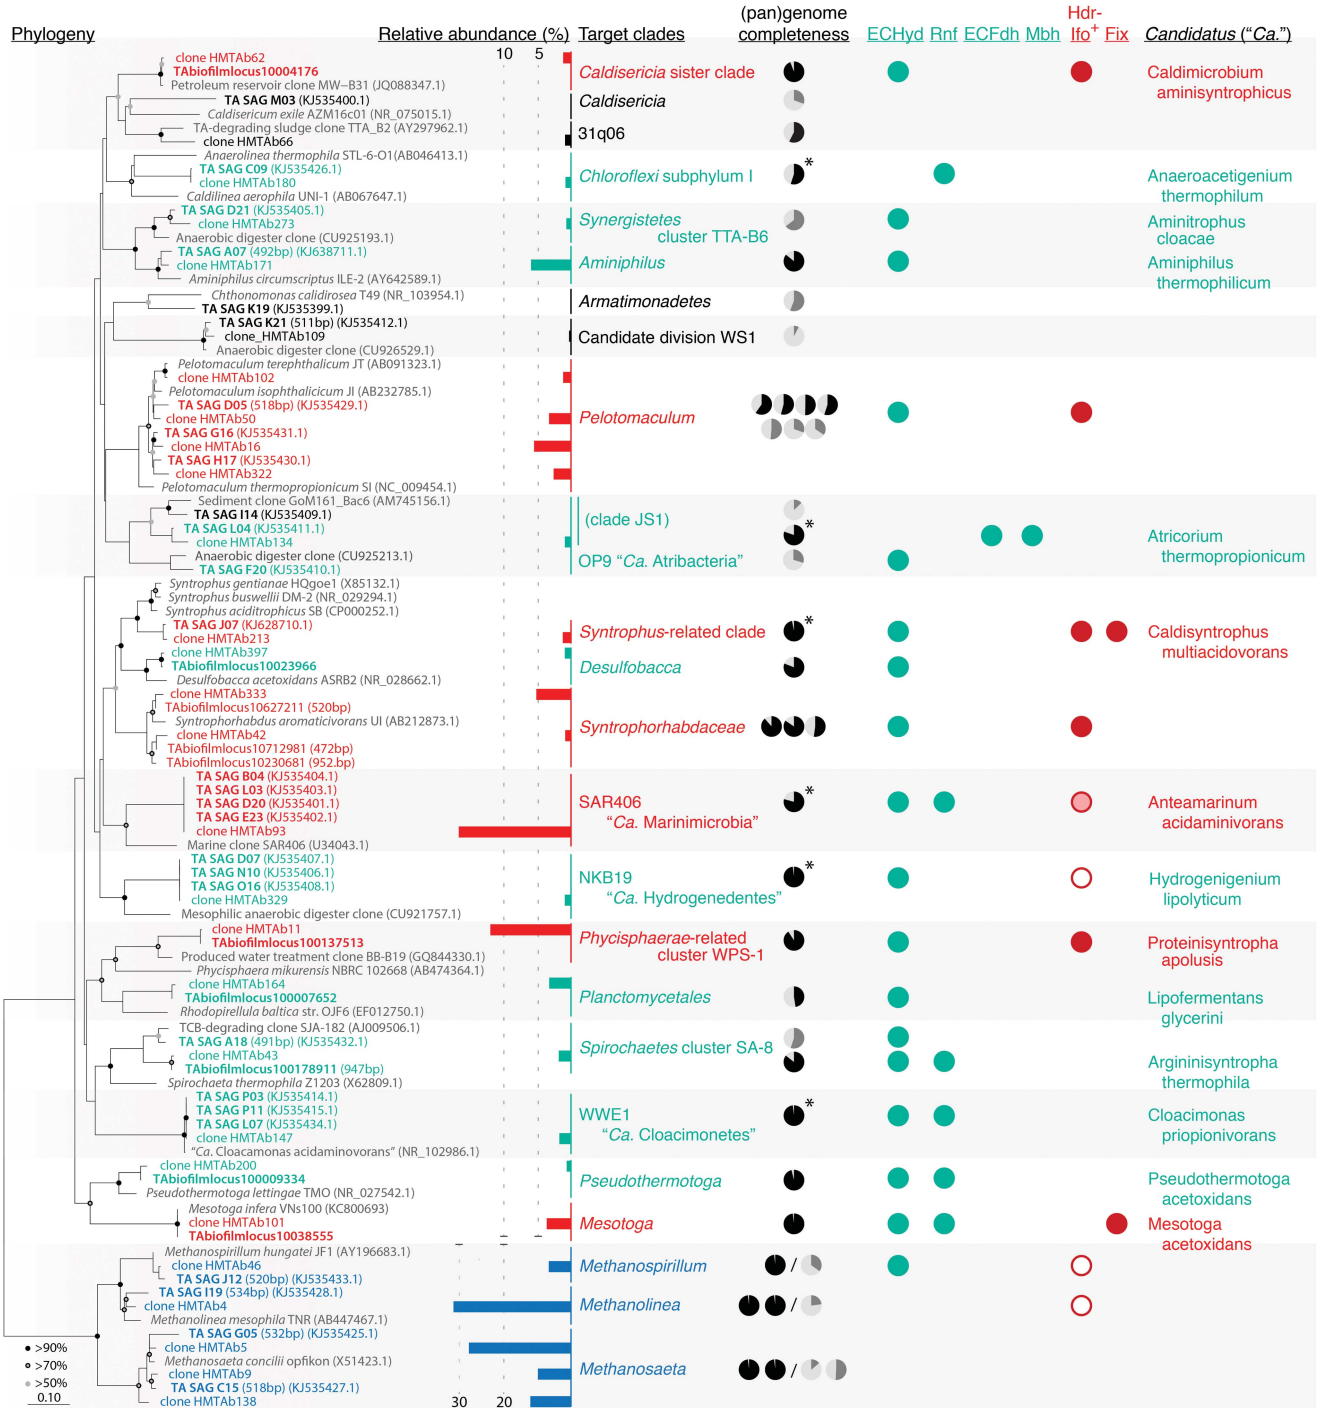 Phylogeny
Relative abundance (%)
10 5
Target clades
(pan)genome
completeness
ECHyd Rnf ECFdh Mbh
Hdr-
Ifo+ Fix
Candidatus (“Ca.”)
clone HMTAb62
TAbiofilmlocus10004176
Petroleum reservoir clone MW–B31 (JQ088347.1)
Caldisericia sister clade
Caldimicrobium
aminisyntrophicus
TA SAG M03 (KJ535400.1)
Caldisericum exile AZM16c01 (NR_075015.1)
Caldisericia
TA-degrading sludge clone TTA_B2 (AY297962.1)
clone HMTAb66
31q06
Anaerolinea thermophila STL-6-O1(AB046413.1)
TA SAG C09 (KJ535426.1)
clone HMTAb180
Caldilinea aerophila UNI-1 (AB067647.1)
Chloroflexi subphylum I
*
Anaeroacetigenium
thermophilum
TA SAG D21 (KJ535405.1)
clone HMTAb273
Anaerobic digester clone (CU925193.1)
Synergistetes
cluster TTA-B6
Aminitrophus
cloacae
TA SAG A07 (492bp) (KJ638711.1)
clone HMTAb171
Aminiphilus circumscriptus ILE-2 (AY642589.1)
Aminiphilus
Aminiphilus
thermophilicum
Chthonomonas calidirosea T49 (NR_103954.1)
TA SAG K19 (KJ535399.1)
Armatimonadetes
TA SAG K21 (511bp) (KJ535412.1)
clone_HMTAb109
Anaerobic digester clone (CU926529.1)
Candidate division WS1
Pelotomaculum terephthalicum JT (AB091323.1)
clone HMTAb102
Pelotomaculum isophthalicicum JI (AB232785.1)
TA SAG D05 (518bp) (KJ535429.1)
clone HMTAb50
TA SAG G16 (KJ535431.1)
clone HMTAb16
TA SAG H17 (KJ535430.1)
clone HMTAb322
Pelotomaculum thermopropionicum SI (NC_009454.1)
Pelotomaculum
Sediment clone GoM161_Bac6 (AM745156.1)
TA SAG I14 (KJ535409.1)
TA SAG L04 (KJ535411.1)
clone HMTAb134
Anaerobic digester clone (CU925213.1)
TA SAG F20 (KJ535410.1)
(clade JS1)
*
OP9 “Ca. Atribacteria”
Atricorium
thermopropionicum
Syntrophus gentianae HQgoe1 (X85132.1)
Syntrophus buswellii DM-2 (NR_029294.1)
Syntrophus aciditrophicus SB (CP000252.1)
TA SAG J07 (KJ628710.1)
clone HMTAb213
Syntrophus-related clade
*
Caldisyntrophus
multiacidovorans
clone HMTAb397
TAbiofilmlocus10023966
Desulfobacca acetoxidans ASRB2 (NR_028662.1)
Desulfobacca
clone HMTAb333
TAbiofilmlocus10627211 (520bp)
Syntrophorhabdus aromaticivorans UI (AB212873.1)
clone HMTAb42
TAbiofilmlocus10712981 (472bp)
TAbiofilmlocus10230681 (952.bp)
Syntrophorhabdaceae
TA SAG B04 (KJ535404.1)
TA SAG L03 (KJ535403.1)
TA SAG D20 (KJ535401.1)
TA SAG E23 (KJ535402.1)
clone HMTAb93
Marine clone SAR406 (U34043.1)
SAR406
“Ca. Marinimicrobia”
*
Anteamarinum
acidaminivorans
TA SAG D07 (KJ535407.1)
TA SAG N10 (KJ535406.1)
TA SAG O16 (KJ535408.1)
clone HMTAb329
Mesophilic anaerobic digester clone (CU921757.1)
NKB19
“Ca. Hydrogenedentes”
*
Hydrogenigenium
lipolyticum
clone HMTAb11
TAbiofilmlocus100137513
Produced water treatment clone BB-B19 (GQ844330.1)
Phycisphaera mikurensis NBRC 102668 (AB474364.1)
Phycisphaerae-related
cluster WPS-1
Proteinisyntropha
apolusis
clone HMTAb164
TAbiofilmlocus100007652
Rhodopirellula baltica str. OJF6 (EF012750.1)
Planctomycetales
Lipofermentans
glycerini
TCB-degrading clone SJA-182 (AJ009506.1)
TA SAG A18 (491bp) (KJ535432.1)
clone HMTAb43
TAbiofilmlocus100178911 (947bp)
Spirochaeta thermophila Z1203 (X62809.1)
Spirochaetes cluster SA-8
Argininisyntropha
thermophila
TA SAG P03 (KJ535414.1)
TA SAG P11 (KJ535415.1)
TA SAG L07 (KJ535434.1)
clone HMTAb147
“Ca. Cloacamonas acidaminovorans” (NR_102986.1)
WWE1
“Ca. Cloacimonetes”
*
Cloacimonas
priopionivorans
clone HMTAb200
TAbiofilmlocus100009334
Pseudothermotoga lettingae TMO (NR_027542.1)
Pseudothermotoga
Pseudothermotoga
acetoxidans
Mesotoga infera VNs100 (KC800693)
clone HMTAb101
TAbiofilmlocus10038555
Mesotoga
Mesotoga
acetoxidans
Methanospirillum hungatei JF1 (AY196683.1)
clone HMTAb46
TA SAG J12 (520bp) (KJ535433.1)
Methanospirillum
/
TA SAG I19 (534bp) (KJ535428.1)
clone HMTAb4
Methanolinea mesophila TNR (AB447467.1)
Methanolinea
/
TA SAG G05 (532bp) (KJ535425.1)
clone HMTAb5
Methanosaeta concilii opfikon (X51423.1)
clone HMTAb9
TA SAG C15 (518bp) (KJ535427.1)
clone HMTAb138
Methanosaeta
/
>90%
>70%
>50%
0.10
30 20